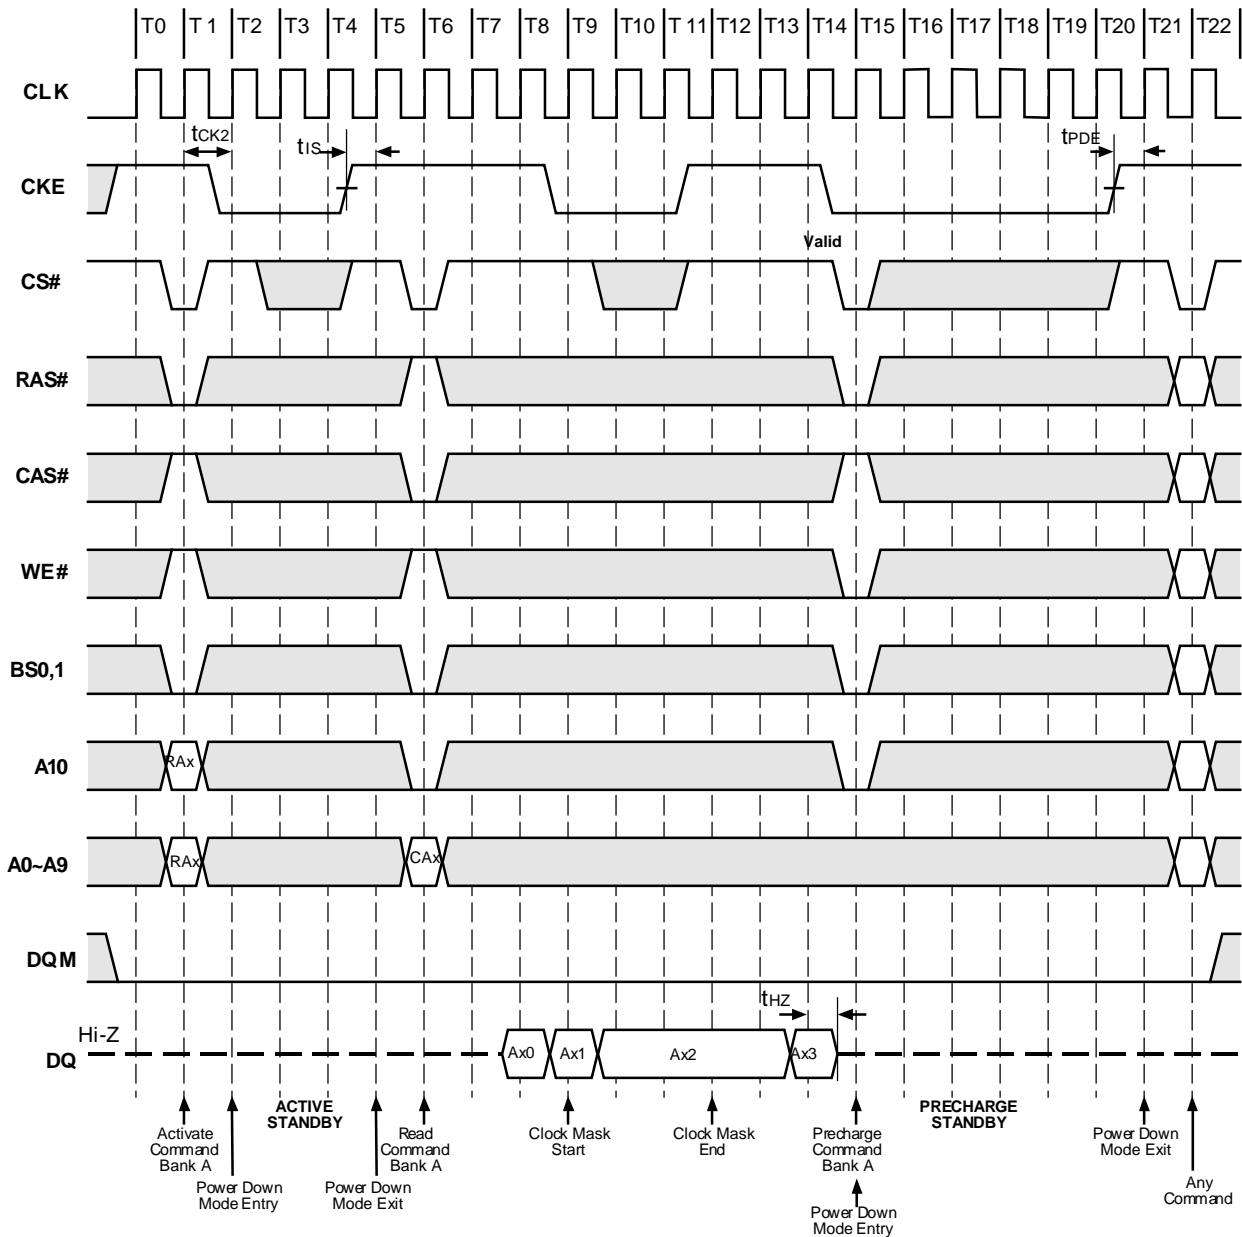 T0 T 1 T2 T3 T4 T5 T6 T7 T8 T9 T10 T 11 T12 T13 T14 T15 T16 T17 T18 T19 T20 T21 T22
CLK
tCK2
tIS
tPDE
CKE
Valid
CS#
RAS#
CAS#
WE#
BS0,1
A10
RAx
A0~A9
RAx
CAx
DQM
tHZ
Hi-Z
DQ
Ax0
Ax1
Ax2
Ax3
ACTIVE
STANDBY
PRECHARGE
STANDBY
Activate
Command
Bank A
Read
Command
Bank A
Clock Mask
Start
Clock Mask
End
Precharge
Command
Bank A
Power Down
Mode Exit
Power Down
Mode Entry
Power Down
Mode Exit
Any
Command
Power Down
Mode Entry